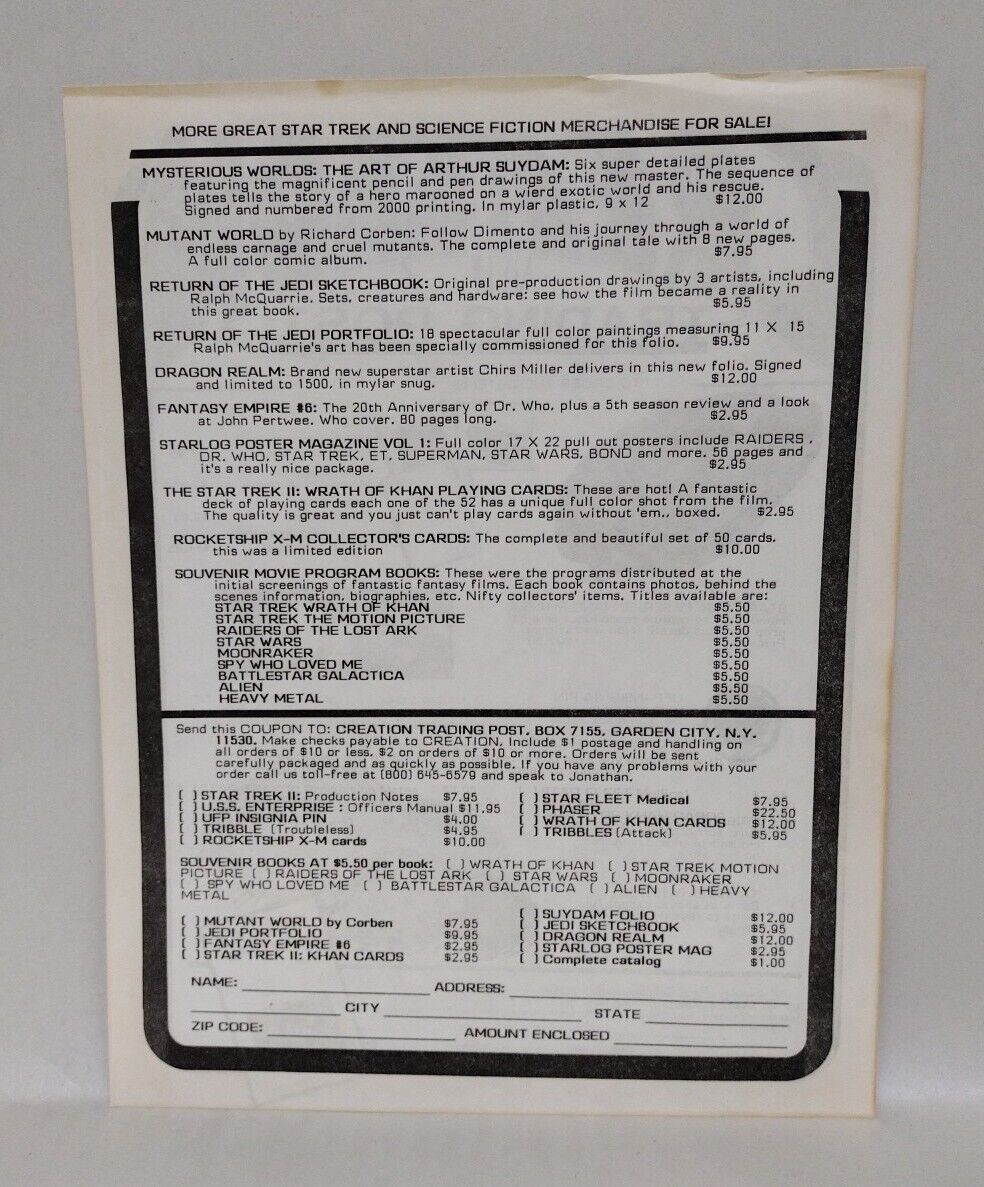 MORE GREAT STAR TREK AND SCIENCE FICTION MERCHANDISE FOR SALE!
MYSTERIOUS WORLDS: THE ART OF ARTHUR SUYDAM: Six super detailed plates
featuring the magnificent pencil and pen drawings of this new master. The sequence of
plates tells the story of a hero marooned on a wierd exotic world and his rescue.
Signed and numbered from 2000 printing. In mylar plastic, 9 x 12 $12.00
MUTANT WORLD by Richard Corben: Follow Dimento and his journey through a world of
endless carnage and cruel mutants. The complete and original tale with 8 new pages.
A full color comic album. $7.95
RETURN OF THE JEDI SKETCHBOOK: Original pre-production drawings by 3 artists, including
Ralph McQuarrie. Sets, creatures and hardware: see how the film became a reality in
this great book. $5.95
RETURN OF THE JEDI PORTFOLIO: 18 spectacular full color paintings measuring 11 X 15
Ralph McQuarrie's art has been specially commissioned for this folio. $9.95
DRAGON REALM: Brand new superstar artist Chirs Miller delivers in this new folio. Signed
and limited to 1500, in mylar snug. $12.00
FANTASY EMPIRE #6: The 20th Anniversary of Dr. Who, plus a 5th season review and a look
at John Pertwee. Who cover. 80 pages long. $2.95
STARLOG POSTER MAGAZINE VOL 1: Full color 17 X 22 pull out posters include RAIDERS,
DR. WHO, STAR TREK, ET, SUPERMAN, STAR WARS, BOND and more. 56 pages and
it's a really nice package. $2.95
THE STAR TREK II: WRATH OF KHAN PLAYING CARDS: These are hot! A fantastic
deck of playing cards each one of the 52 has a unique full color shot from the film.
The quality is great and you just can't play cards again without 'em., boxed. $2.95
ROCKETSHIP X-M COLLECTOR'S CARDS: The complete and beautiful set of 50 cards,
this was a limited edition $10.00
SOUVENIR MOVIE PROGRAM BOOKS: These were the programs distributed at the
initial screenings of fantastic fantasy films. Each book contains photos, behind the
scenes information, biographies, etc. Nifty collectors' items. Titles available are:
STAR TREK WRATH OF KHAN $5.50
STAR TREK THE MOTION PICTURE $5.50
RAIDERS OF THE LOST ARK $5.50
STAR WARS $5.50
MOONRAKER $5.50
SPY WHO LOVED ME $5.50
BATTLESTAR GALACTICA $5.50
ALIEN $5.50
HEAVY METAL $5.50
Send this COUPON TO: CREATION TRADING POST, BOX 7155, GARDEN CITY, N.Y.
11530. Make checks payable to CREATION, Include $1 postage and handling on
all orders of $10 or less, $2 on orders of $10 or more. Orders will be sent
carefully packaged and as quickly as possible. If you have any problems with your
order call us toll-free at (800) 645-6579 and speak to Jonathan.
[ ] STAR TREK II: Production Notes $7.95
[ ] U.S.S. ENTERPRISE : Officers Manual $11.95
[ ] UFP INSIGNIA PIN $4.00
[ ] TRIBBLE (Troubleless) $4.95
[ ] ROCKETSHIP X-M cards $10.00
[ ] STAR FLEET Medical $7.95
[ ] PHASER $22.50
[ ] WRATH OF KHAN CARDS $12.00
[ ] TRIBBLES (Attack) $5.95
SOUVENIR BOOKS AT $5.50 per book: [ ] WRATH OF KHAN [ ] STAR TREK MOTION
PICTURE [ ] RAIDERS OF THE LOST ARK [ ] STAR WARS [ ] MOONRAKER
[ ] SPY WHO LOVED ME [ ] BATTLESTAR GALACTICA [ ] ALIEN [ ] HEAVY
METAL
[ ] MUTANT WORLD by Corben $7.95
[ ] JEDI PORTFOLIO $9.95
[ ] FANTASY EMPIRE #6 $2.95
[ ] STAR TREK II: KHAN CARDS $2.95
[ ] SUYDAM FOLIO $12.00
[ ] JEDI SKETCHBOOK $5.95
[ ] DRAGON REALM $12.00
[ ] STARLOG POSTER MAG $2.95
[ ] Complete catalog $1.00
NAME: ADDRESS:
CITY STATE
ZIP CODE: AMOUNT ENCLOSED